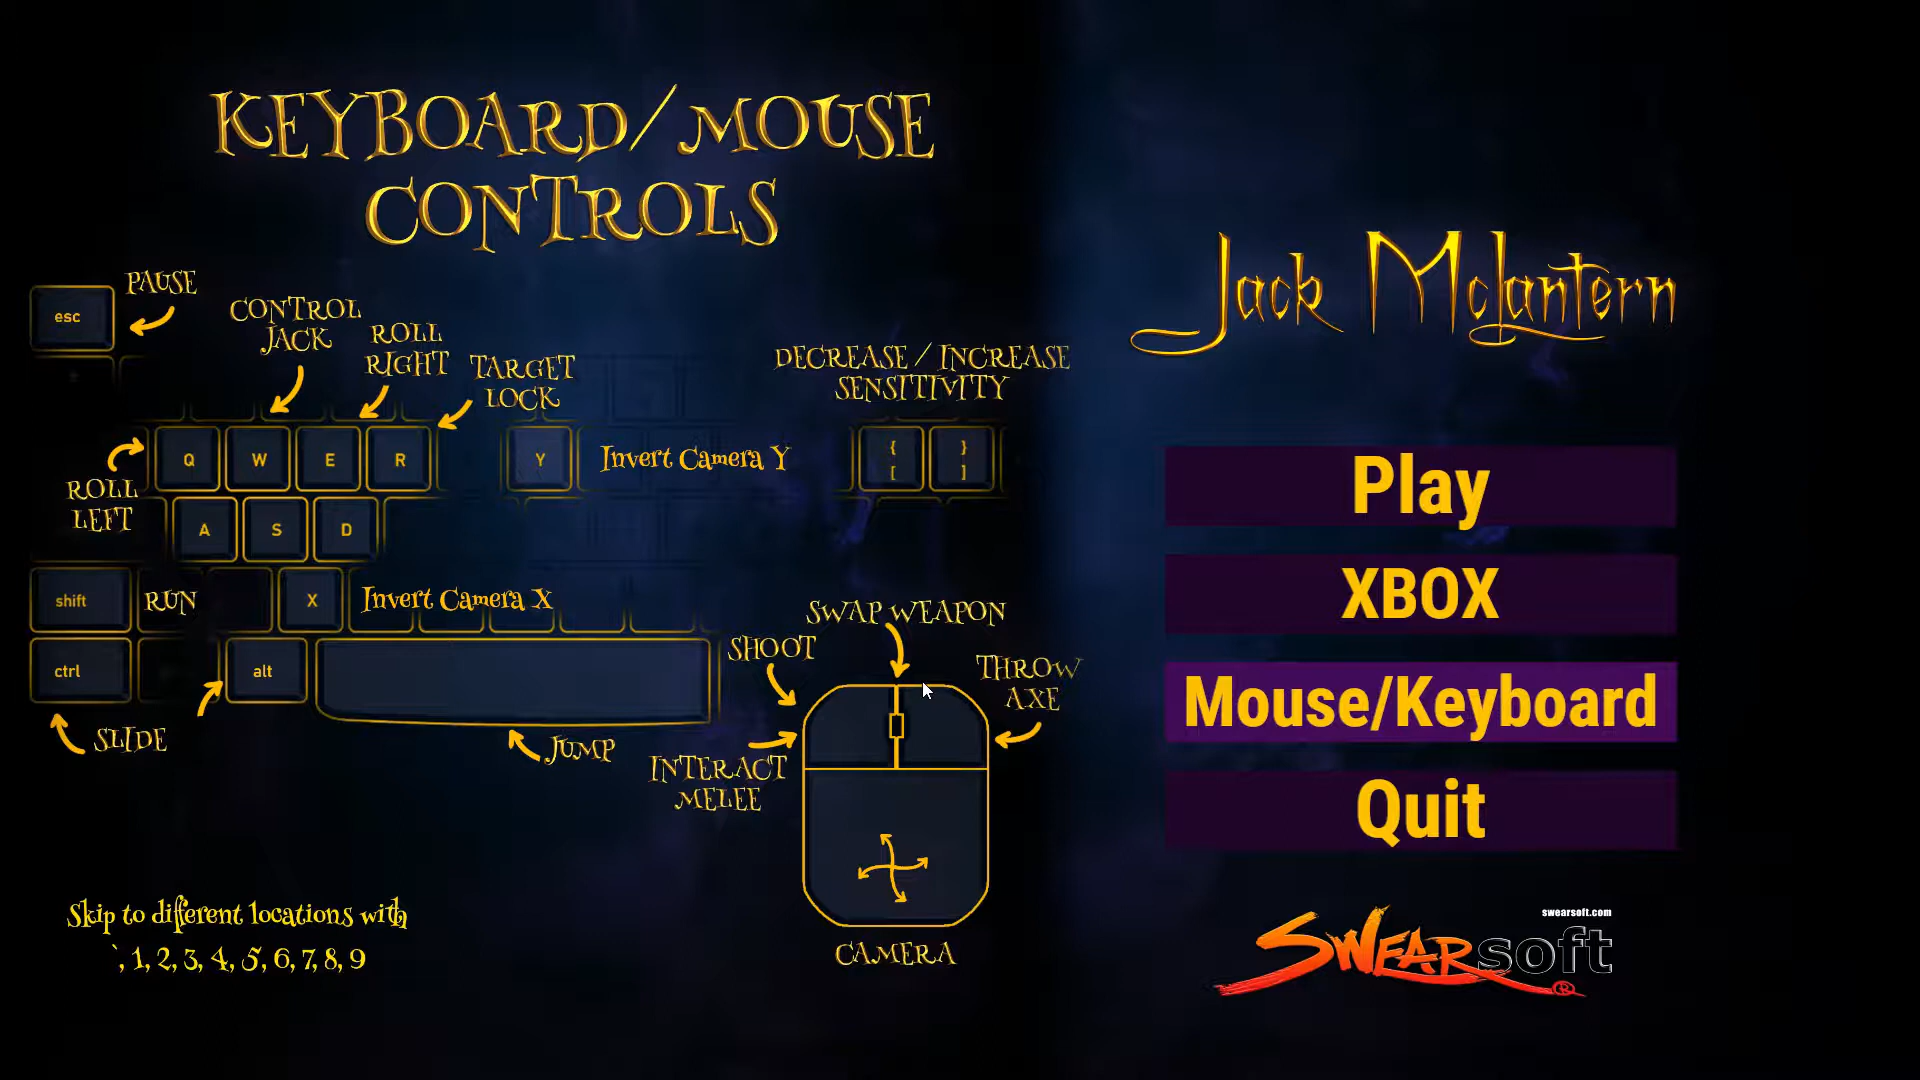 KEYBOARD/MOUSE
CONTROLS
PAUSE
esc
CONTROL
JACK
ROLL
RIGHT
TARGET
LOCK
DECREASE / INCREASE
SENSITIVITY
Q
W
E
R
Y
Invert Camera Y
{
[
}
]
ROLL
LEFT
A
S
D
shift
RUN
X
Invert Camera X
ctrl
alt
SLIDE
JUMP
SWAP WEAPON
SHOOT
THROW
AXE
INTERACT
MELEE
CAMERA
Skip to different locations with
`, 1, 2, 3, 4, 5, 6, 7, 8, 9
Jack Mclantern
Play
XBOX
Mouse/Keyboard
Quit
swearsoft.com
SWEARsoft
®